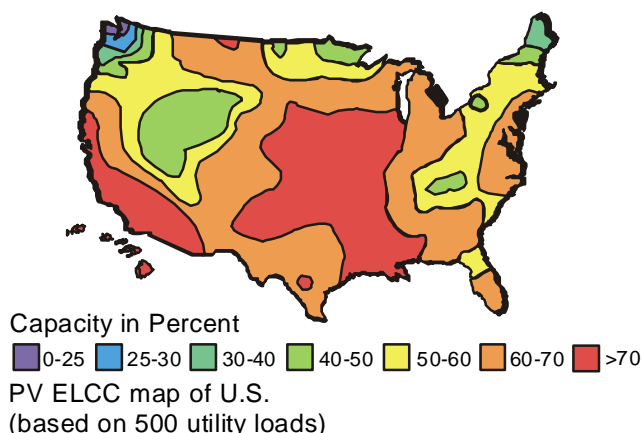 Capacity in Percent
0-25 25-30 30-40 40-50 50-60 60-70 >70
PV ELCC map of U.S.
(based on 500 utility loads)